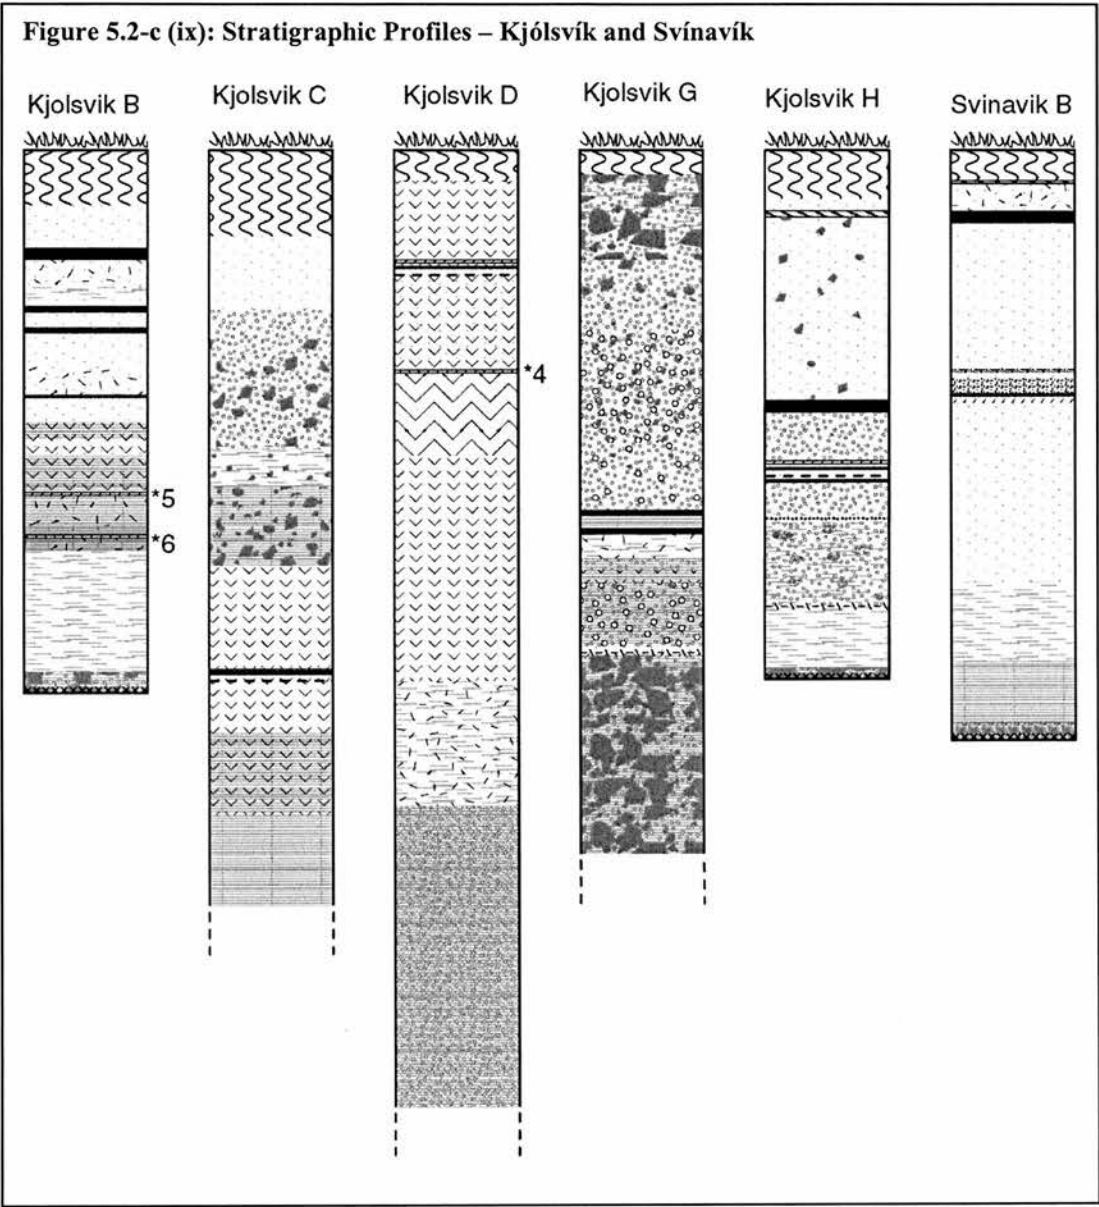 Figure 5.2-c (ix): Stratigraphic Profiles – Kjólsvík and Svínavík
Kjolsvik B
Kjolsvik C
Kjolsvik D
Kjolsvik G
Kjolsvik H
Svinavik B
*4
*5
*6